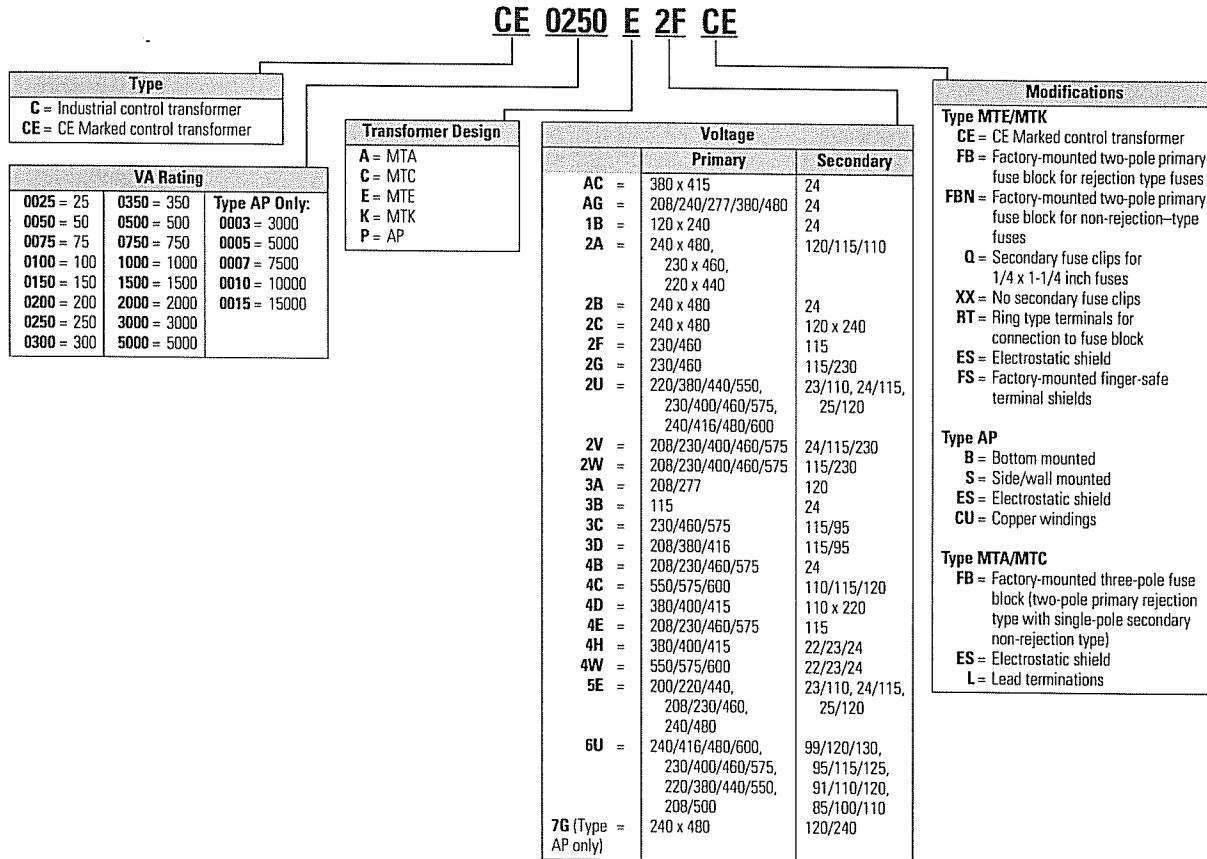 CE 0250 E 2F CE
Type
C = Industrial control transformer
CE = CE Marked control transformer
VA Rating
0025 = 25 0350 = 350 Type AP Only:
0050 = 50 0500 = 500 0003 = 3000
0075 = 75 0750 = 750 0005 = 5000
0100 = 100 1000 = 1000 0007 = 7500
0150 = 150 1500 = 1500 0010 = 10000
0200 = 200 2000 = 2000 0015 = 15000
0250 = 250 3000 = 3000
0300 = 300 5000 = 5000
Transformer Design
A = MTA
C = MTC
E = MTE
K = MTK
P = AP
Voltage
Primary Secondary
AC = 380 x 415 24
AG = 208/240/277/380/480 24
1B = 120 x 240 24
2A = 240 x 480, 120/115/110
230 x 460,
220 x 440
2B = 240 x 480 24
2C = 240 x 480 120 x 240
2F = 230/460 115
2G = 230/460 115/230
2U = 220/380/440/550, 23/110, 24/115,
230/400/460/575, 25/120
240/416/480/600
2V = 208/230/400/460/575 24/115/230
2W = 208/230/400/460/575 115/230
3A = 208/277 120
3B = 115 24
3C = 230/460/575 115/95
3D = 208/380/416 115/95
4B = 208/230/460/575 24
4C = 550/575/600 110/115/120
4D = 380/400/415 110 x 220
4E = 208/230/460/575 115
4H = 380/400/415 22/23/24
4W = 550/575/600 22/23/24
5E = 200/220/440, 23/110, 24/115,
208/230/460, 25/120
240/480
6U = 240/416/480/600, 99/120/130,
230/400/460/575, 95/115/125,
220/380/440/550, 91/110/120,
208/500 85/100/110
7G (Type = 240 x 480 120/240
AP only)
Modifications
Type MTE/MTK
CE = CE Marked control transformer
FB = Factory-mounted two-pole primary
fuse block for rejection type fuses
FBN = Factory-mounted two-pole primary
fuse block for non-rejection–type
fuses
Q = Secondary fuse clips for
1/4 x 1-1/4 inch fuses
XX = No secondary fuse clips
RT = Ring type terminals for
connection to fuse block
ES = Electrostatic shield
FS = Factory-mounted finger-safe
terminal shields
Type AP
B = Bottom mounted
S = Side/wall mounted
ES = Electrostatic shield
CU = Copper windings
Type MTA/MTC
FB = Factory-mounted three-pole fuse
block (two-pole primary rejection
type with single-pole secondary
non-rejection type)
ES = Electrostatic shield
L = Lead terminations